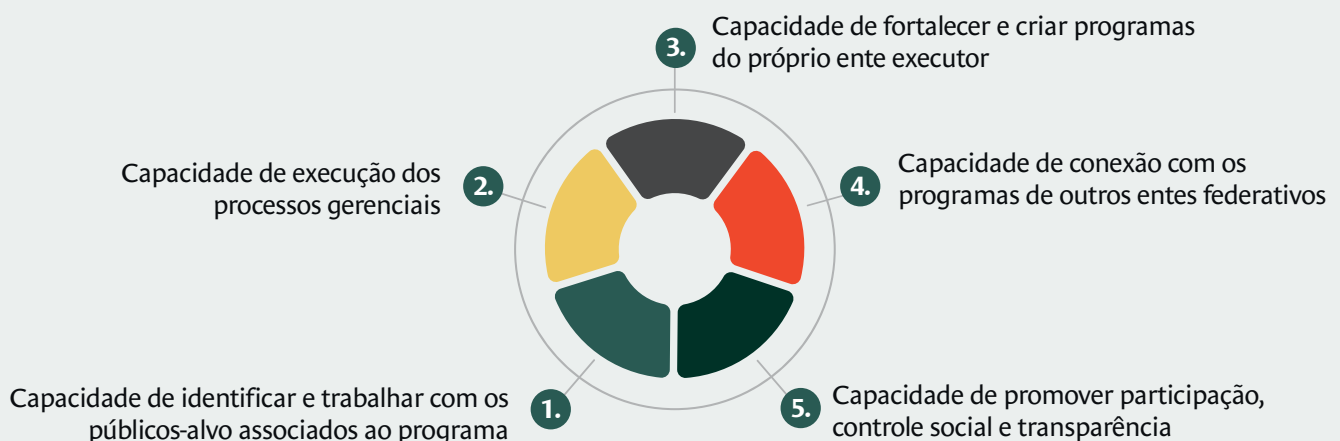 3.
Capacidade de fortalecer e criar programas
do próprio ente executor
Capacidade de execução dos
processos gerenciais
2.
4.
Capacidade de conexão com os
programas de outros entes federativos
Capacidade de identificar e trabalhar com os
públicos-alvo associados ao programa
1.
5.
Capacidade de promover participação,
controle social e transparência